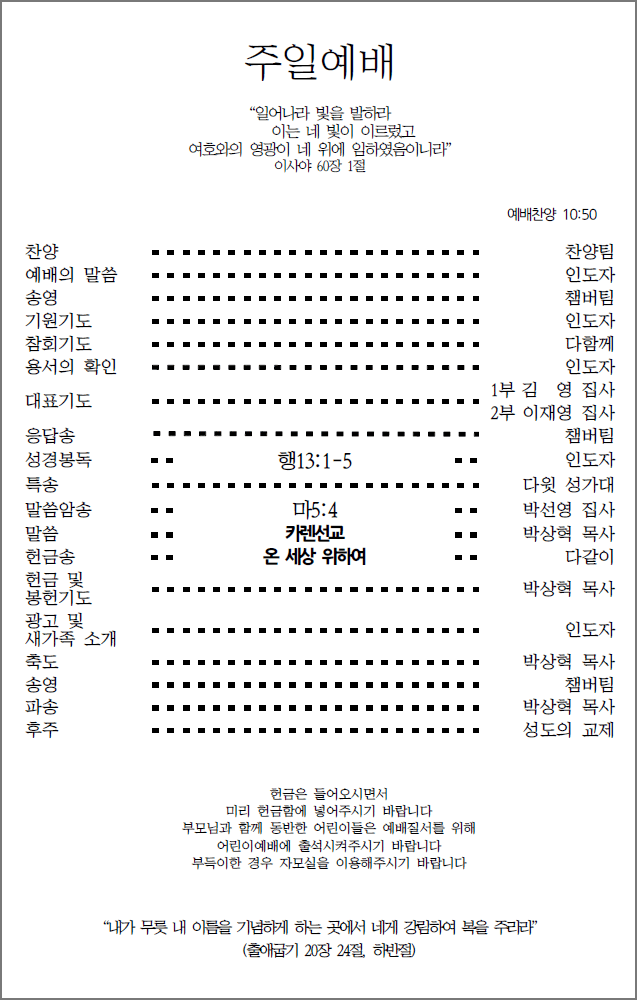 주일예배
“일어나라 빛을 발하라
이는 네 빛이 이르렀고
여호와의 영광이 네 위에 임하였음이니라”
이사야 60장 1절
예배찬양 10:50
찬양 찬양팀
예배의 말씀 인도자
송영 챔버팀
기원기도 인도자
참회기도 다함께
용서의 확인 인도자
대표기도 1부 김 영 집사
2부 이재영 집사
응답송 챔버팀
성경봉독 행13:1-5 인도자
특송 다윗 성가대
말씀암송 마5:4 박선영 집사
말씀 카렌선교 박상혁 목사
헌금송 온 세상 위하여 다같이
헌금 및
봉헌기도 박상혁 목사
광고 및
새가족 소개 인도자
축도 박상혁 목사
송영 챔버팀
파송 박상혁 목사
후주 성도의 교제
헌금은 들어오시면서
미리 헌금함에 넣어주시기 바랍니다
부모님과 함께 동반한 어린이들은 예배질서를 위해
어린이예배에 출석시켜주시기 바랍니다
부득이한 경우 자모실을 이용해주시기 바랍니다
“내가 무릇 내 이름을 기념하게 하는 곳에서 네게 강림하여 복을 주리라”
(출애굽기 20장 24절, 하반절)